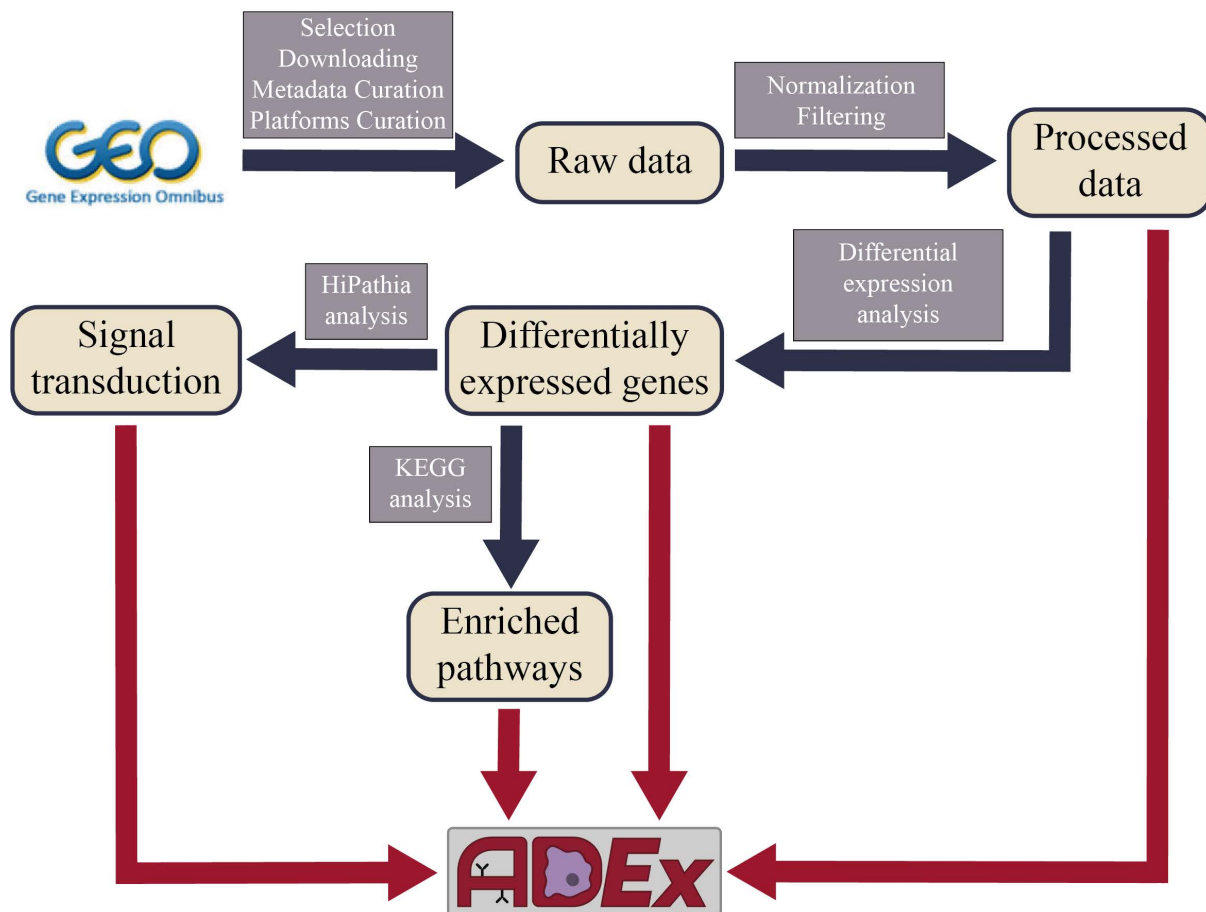 Selection
Downloading
Metadata Curation
Platforms Curation
Normalization
Filtering
GEO
Gene Expression Omnibus
Raw data
Processed
data
Differential
expression
analysis
HiPathia
analysis
Signal
transduction
Differentially
expressed genes
KEGG
analysis
Enriched
pathways
ADEx